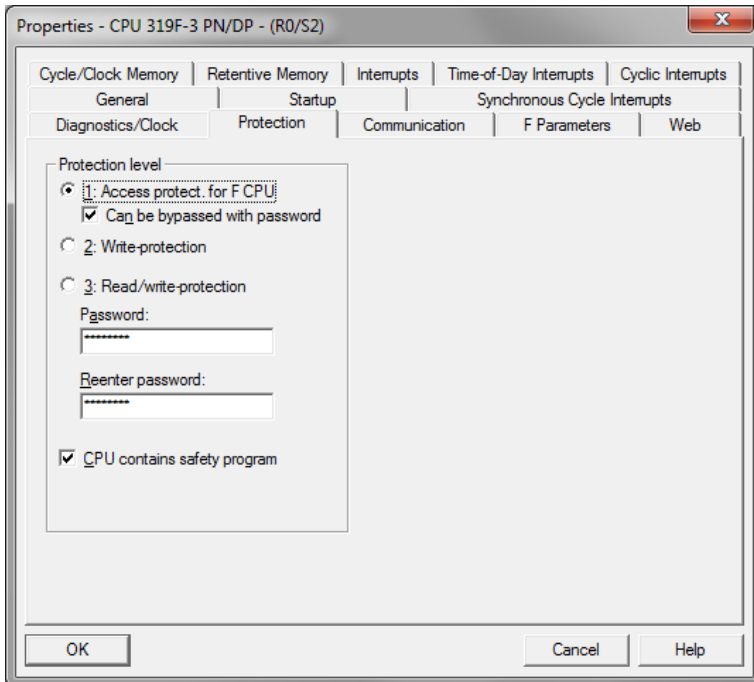 Properties - CPU 319F-3 PN/DP - (R0/S2)
Cycle/Clock Memory Retentive Memory Interrupts Time-of-Day Interrupts Cyclic Interrupts
General Startup Synchronous Cycle Interrupts
Diagnostics/Clock Protection Communication F Parameters Web
Protection level
1: Access protect. for F CPU
Can be bypassed with password
2: Write-protection
3: Read/write-protection
Password:
********
Reenter password:
********
CPU contains safety program
OK Cancel Help